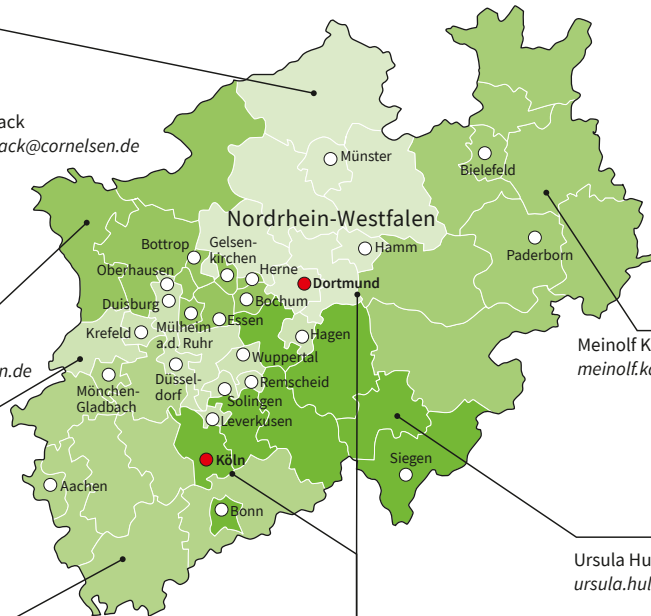 ack
ack@cornelsen.de
Münster
Bielefeld
Nordrhein-Westfalen
Bottrop
Gelsen-
kirchen
Hamm
Paderborn
Oberhausen
Herne
Dortmund
Duisburg
Bochum
Essen
Krefeld
Mülheim
a.d. Ruhr
Hagen
Meinolf K
meinolf.ka
n.de
Wuppertal
Düssel-
dorf
Remscheid
Mönchen-
Gladbach
Solingen
Leverkusen
Köln
Siegen
Aachen
Bonn
Ursula Hu
ursula.hul